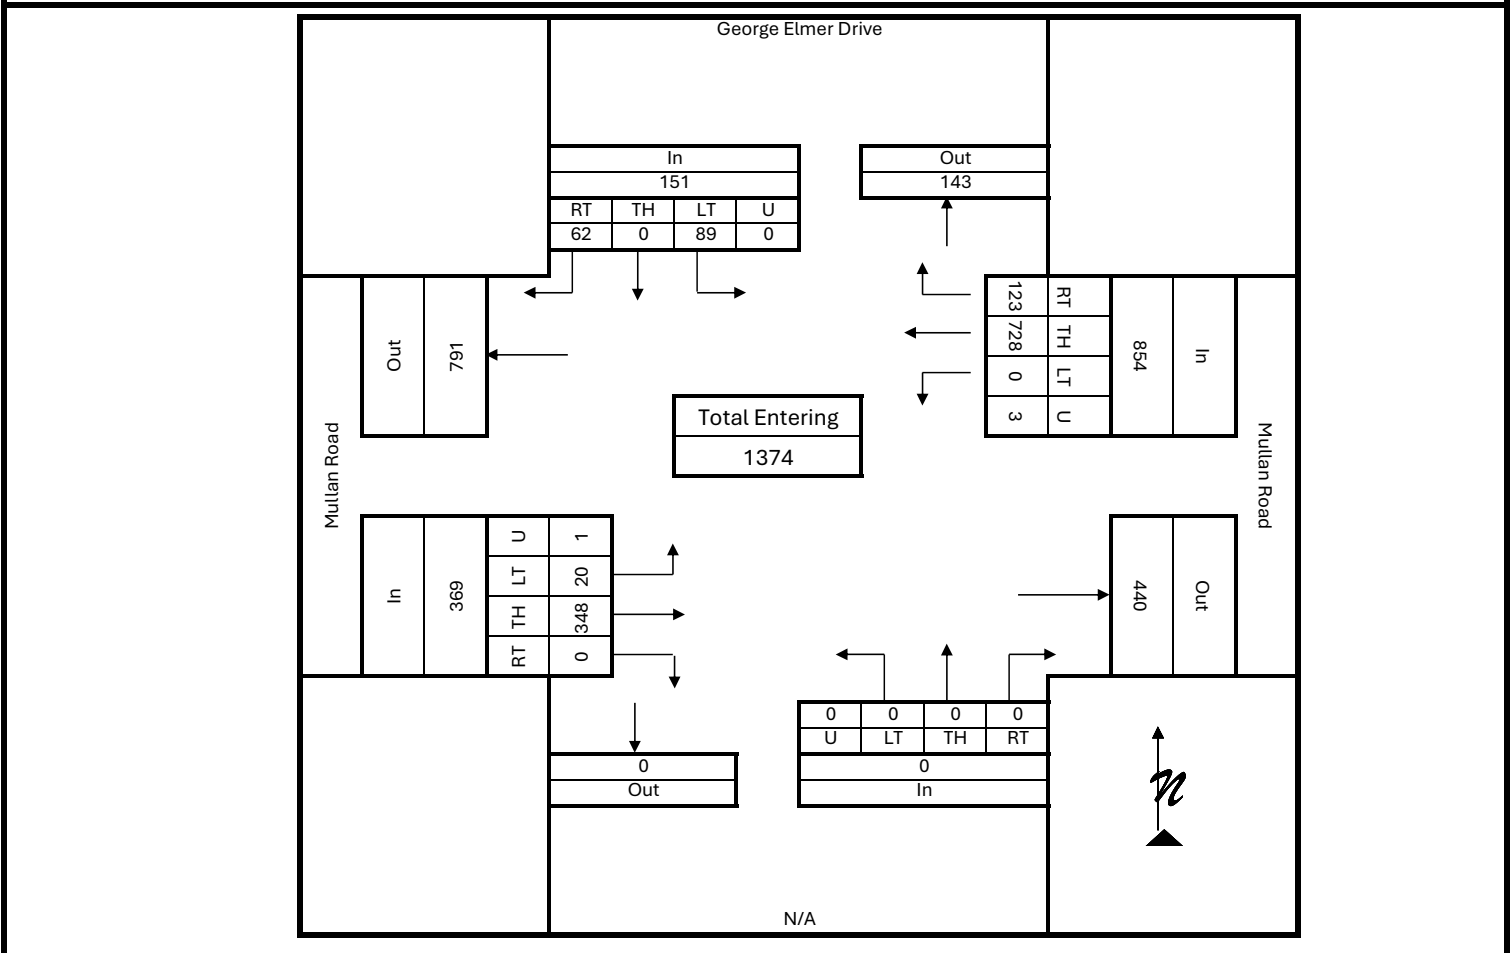 George Elmer Drive
In
151
RT TH LT U
62 0 89 0
Out
143
Out
791
Mullan Road
RT 123
TH 728
LT 0
U 3
854
In
Mullan Road
Total Entering
1374
In
369
U 1
LT 20
TH 348
RT 0
440
Out
0
Out
0 0 0 0
U LT TH RT
0
In
N
N/A